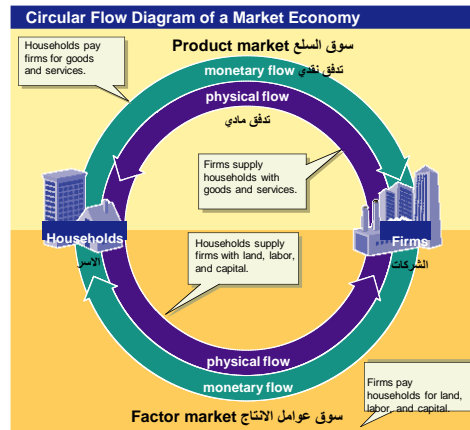 Circular Flow Diagram of a Market Economy
Households pay
firms for goods
and services.
Product market سوق السلع
monetary flow تدفق نقدي
physical flow
تدفق مادي
Firms supply
households with
goods and services.
Households
الاسر
Firms
الشركات
Households supply
firms with land, labor,
and capital.
physical flow
monetary flow
Firms pay
households for land,
labor, and capital.
Factor market سوق عوامل الانتاج